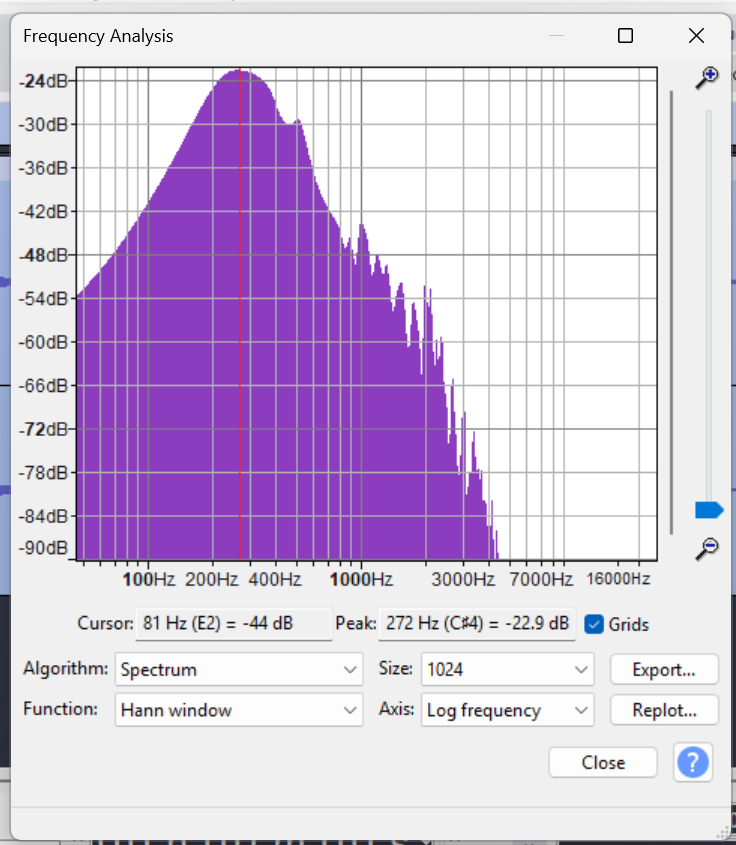 Frequency Analysis
-24dB
-30dB
-36dB
-42dB
-48dB
-54dB
-60dB
-66dB
-72dB
-78dB
-84dB
-90dB
100Hz 200Hz 400Hz 1000Hz 3000Hz 7000Hz 16000Hz
Cursor: 81 Hz (E2) = -44 dB Peak: 272 Hz (C♯4) = -22.9 dB Grids
Algorithm: Spectrum Size: 1024 Export...
Function: Hann window Axis: Log frequency Replot...
Close ?